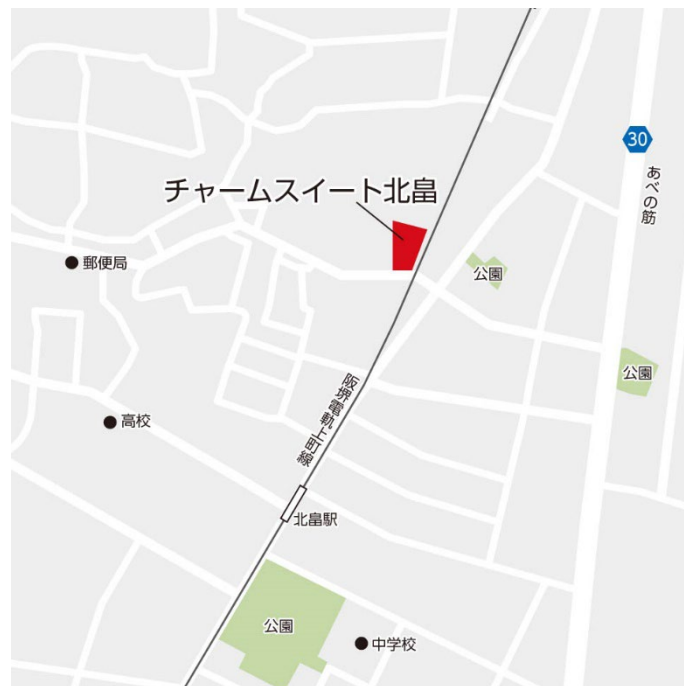 30
あべの筋
チャームスイート北畠
郵便局
公園
公園
阪堺電軌上町線
高校
北畠駅
公園
中学校